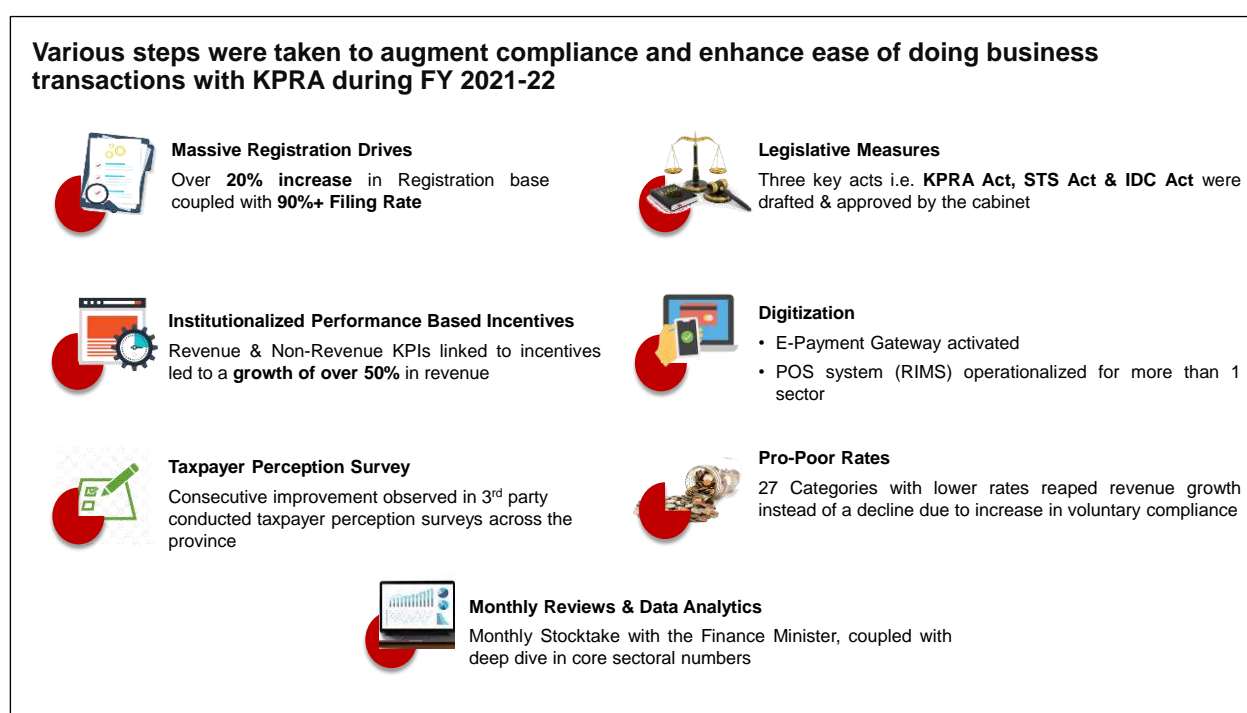 Various steps were taken to augment compliance and enhance ease of doing business
transactions with KPRA during FY 2021-22
Massive Registration Drives
Over 20% increase in Registration base
coupled with 90%+ Filing Rate
Legislative Measures
Three key acts i.e. KPRA Act, STS Act & IDC Act were
drafted & approved by the cabinet
Institutionalized Performance Based Incentives
Revenue & Non-Revenue KPIs linked to incentives
led to a growth of over 50% in revenue
Digitization
• E-Payment Gateway activated
• POS system (RIMS) operationalized for more than 1
sector
Taxpayer Perception Survey
Consecutive improvement observed in 3rd party
conducted taxpayer perception surveys across the
province
Pro-Poor Rates
27 Categories with lower rates reaped revenue growth
instead of a decline due to increase in voluntary compliance
Monthly Reviews & Data Analytics
Monthly Stocktake with the Finance Minister, coupled with
deep dive in core sectoral numbers